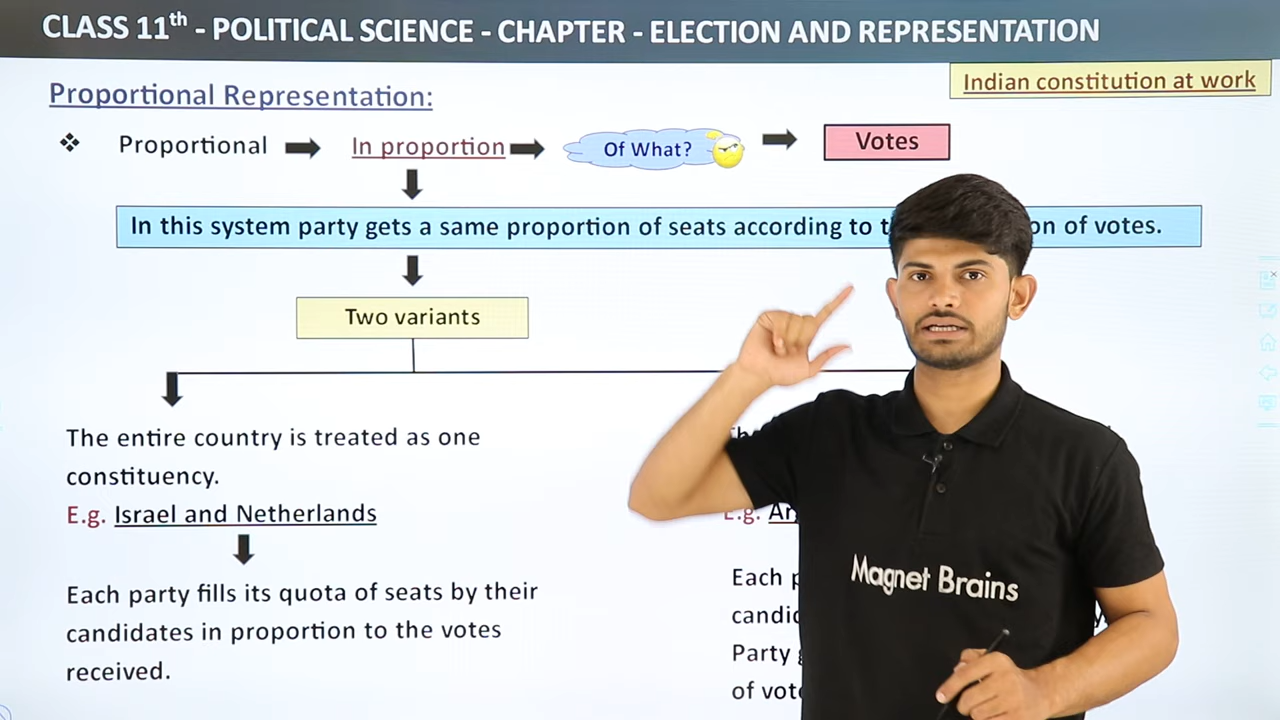 CLASS 11th - POLITICAL SCIENCE - CHAPTER - ELECTION AND REPRESENTATION
Indian constitution at work
Proportional Representation:
❖ Proportional In proportion Of What? Votes
In this system party gets a same proportion of seats according to of votes.
Two variants
The entire country is treated as one
constituency.
E.g. Israel and Netherlands
Each party fills its quota of seats by their
candidates in proportion to the votes
received.
E.g.
Each
Party
of
Magnet Brains